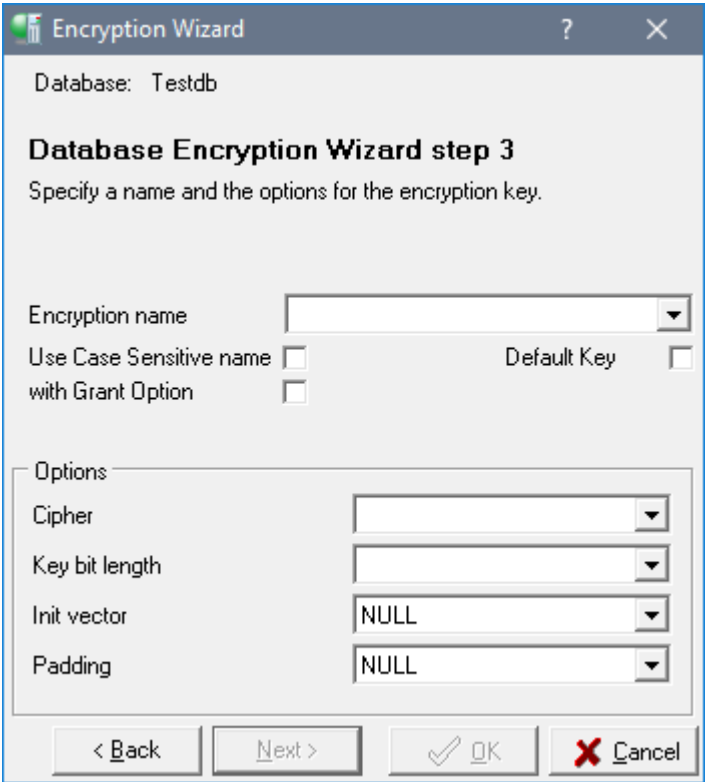 Encryption Wizard ?
Database: Testdb
Database Encryption Wizard step 3
Specify a name and the options for the encryption key.
Encryption name
Use Case Sensitive name Default Key
with Grant Option
Options
Cipher
Key bit length
Init vector NULL
Padding NULL
< Back Next > OK Cancel